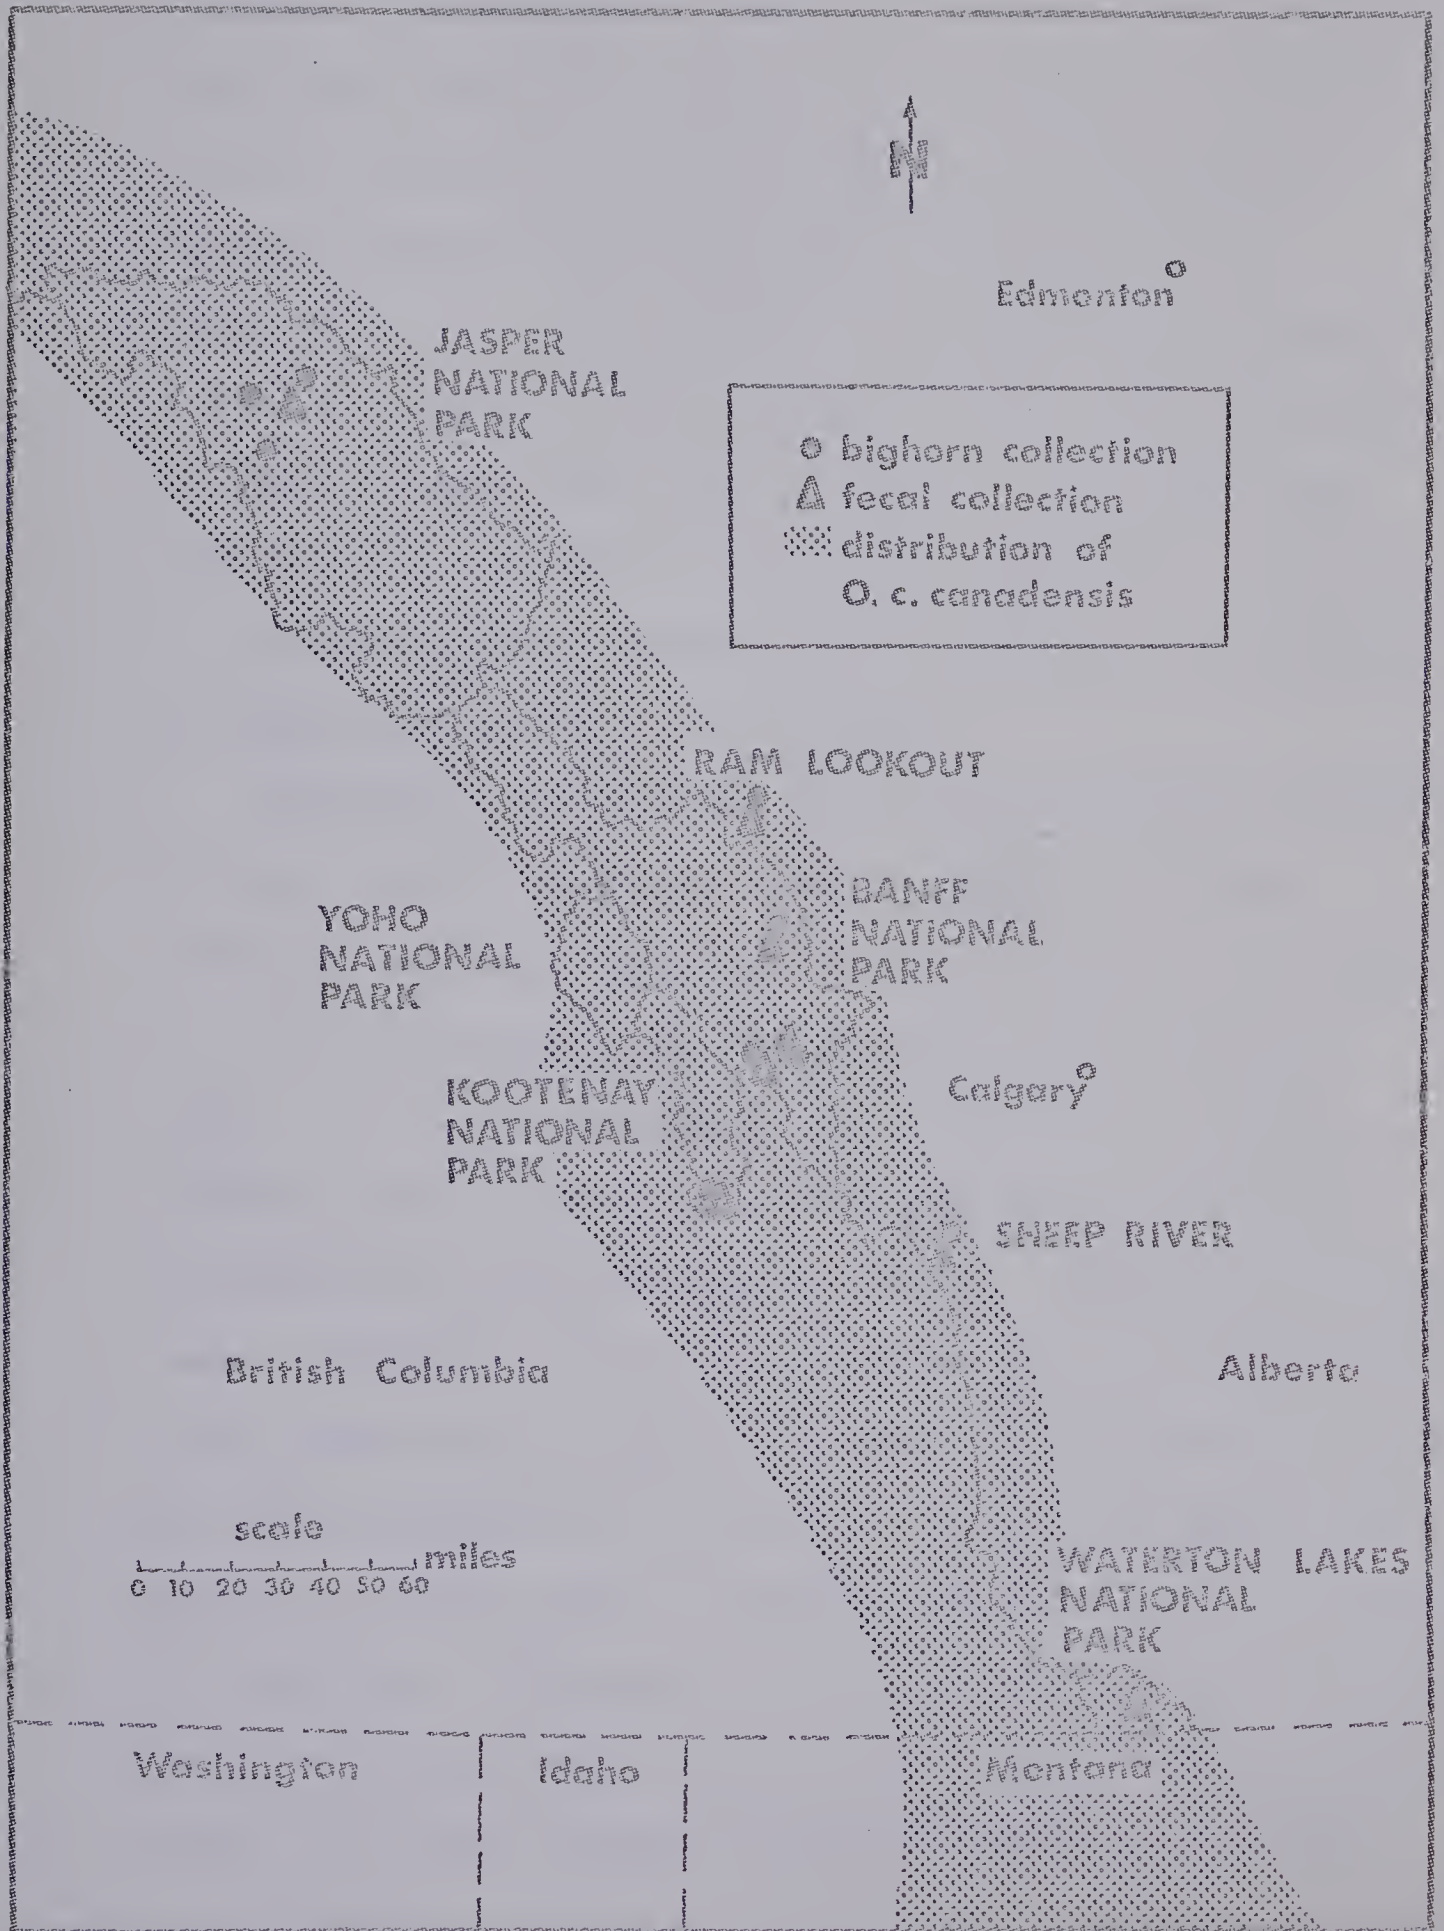 N
Edmonton
JASPER
NATIONAL
PARK
bighorn collection
fecal collection
distribution of
O. c. canadensis
RAM LOOKOUT
BANFF
NATIONAL
PARK
YOHO
NATIONAL
PARK
Calgary
KOOTENAY
NATIONAL
PARK
SHEEP RIVER
British Columbia
Alberta
scale
miles
0 10 20 30 40 50 60
WATERTON LAKES
NATIONAL
PARK
Washington
Idaho
Montana